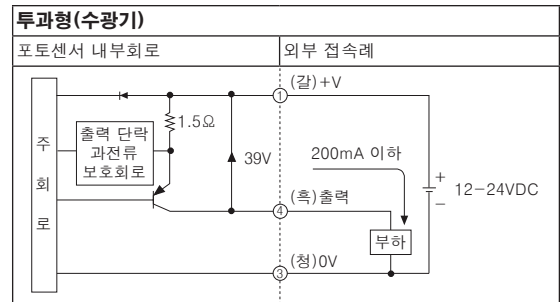 투과형(수광기)
포토센서 내부회로
외부 접속례
(갈)+V
①
1.5Ω
출력 단락
과전류
보호회로
주
회
로
39V
200mA 이하
+
12-24VDC
−
(흑)출력
④
부하
(청)0V
③